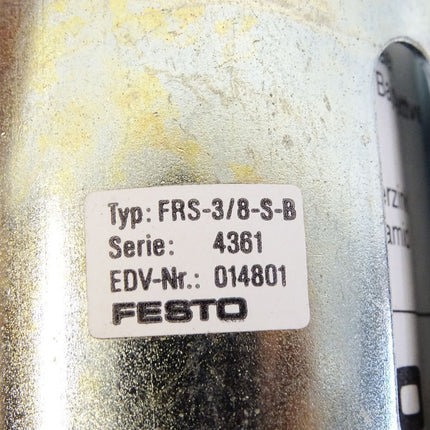 Typ: FRS-3/8-S-B
Serie: 4361
EDV-Nr.: 014801
FESTO